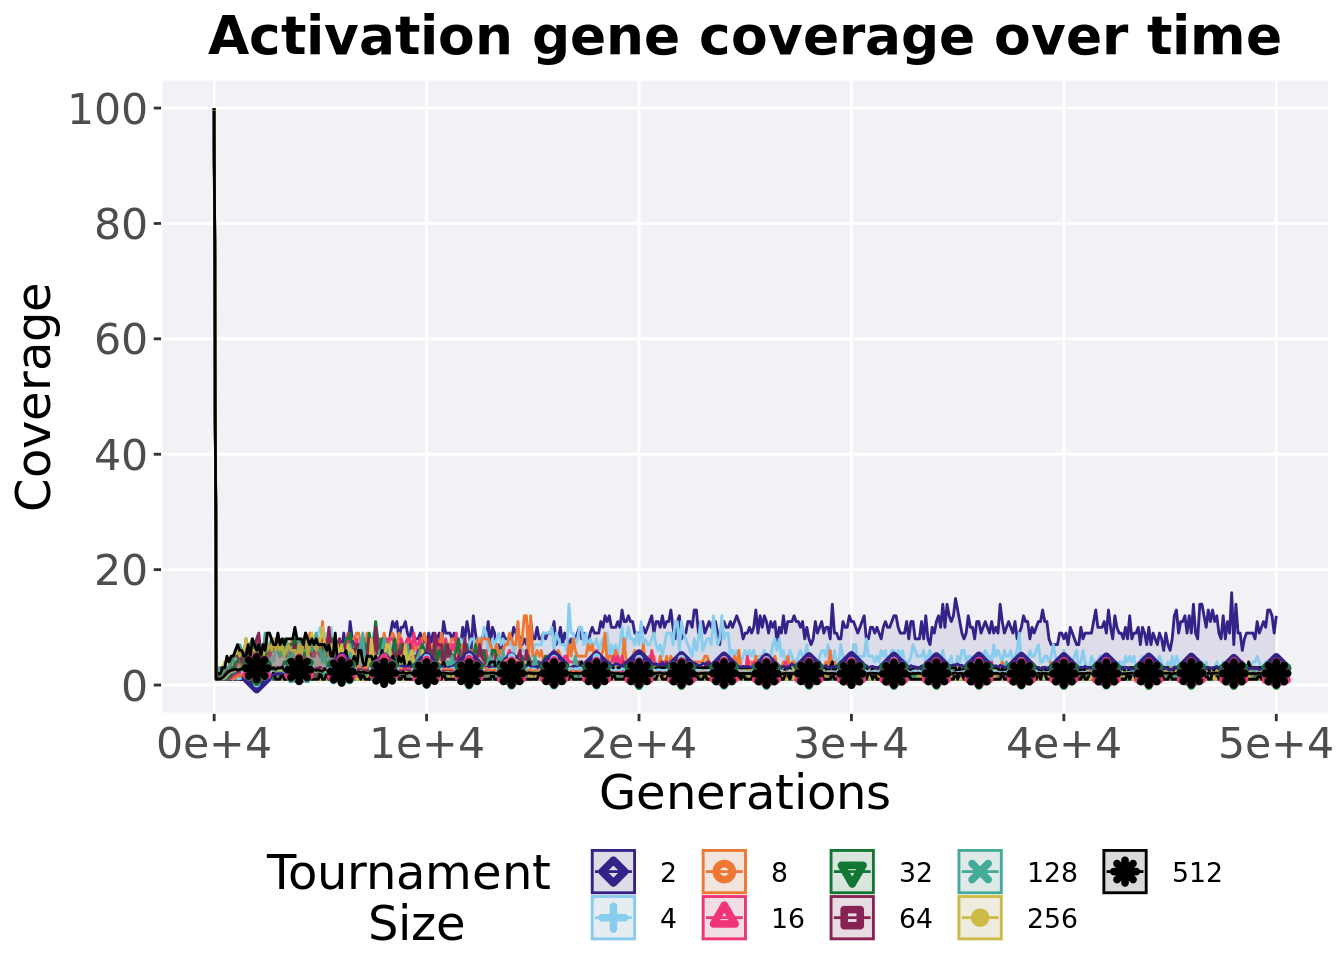 Activation gene coverage over time
100
80
60
40
20
0
Coverage
0e+4 1e+4 2e+4 3e+4 4e+4 5e+4
Generations
Tournament
Size
2 8 32 128 512
4 16 64 256